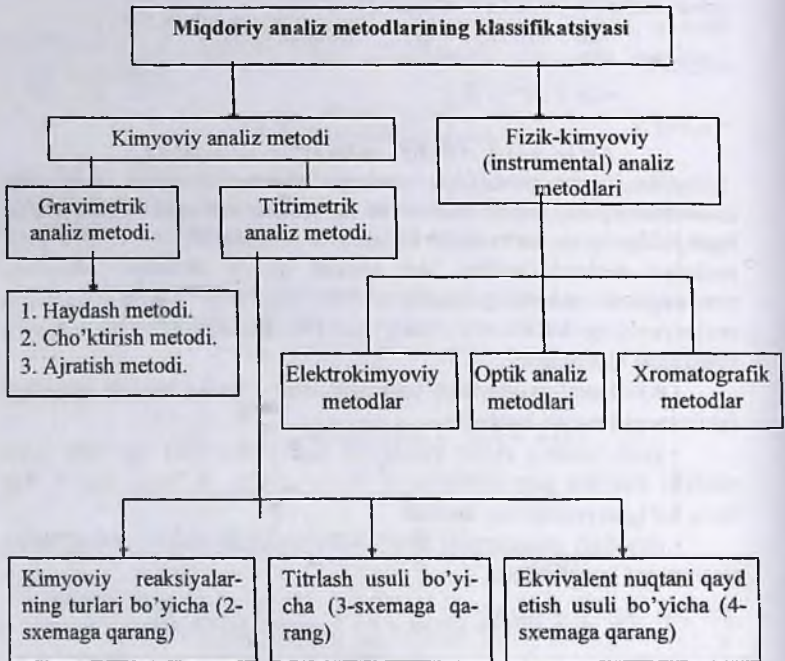 Miqdoriy analiz metodlarining klassifikatsiyasi
Kimyoviy analiz metodi
Fizik-kimyoviy
(instrumental) analiz
metodlari
Gravimetrik
analiz metodi.
Titrimetrik
analiz metodi.
1. Haydash metodi.
2. Cho'ktirish metodi.
3. Ajratish metodi.
Elektrokimyoviy
metodlar
Optik analiz
metodlari
Xromatografik
metodlar
Kimyoviy reaksiyalar-
ning turlari bo'yicha (2-
sxemaga qarang)
Titrlash usuli bo'yi-
cha (3-sxemaga qa-
rang)
Ekvivalent nuqtani qayd
etish usuli bo'yicha (4-
sxemaga qarang)